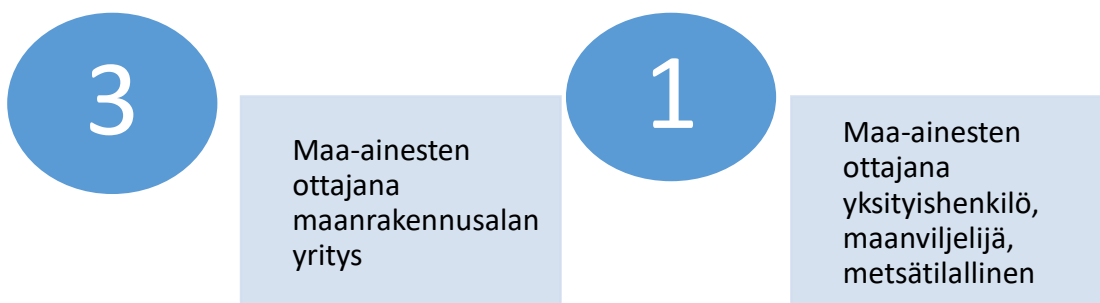 3
Maa-ainesten
ottajana
maanrakennusalan
yritys
1
Maa-ainesten
ottajana
yksityishenkilö,
maanviljelijä,
metsätilallinen